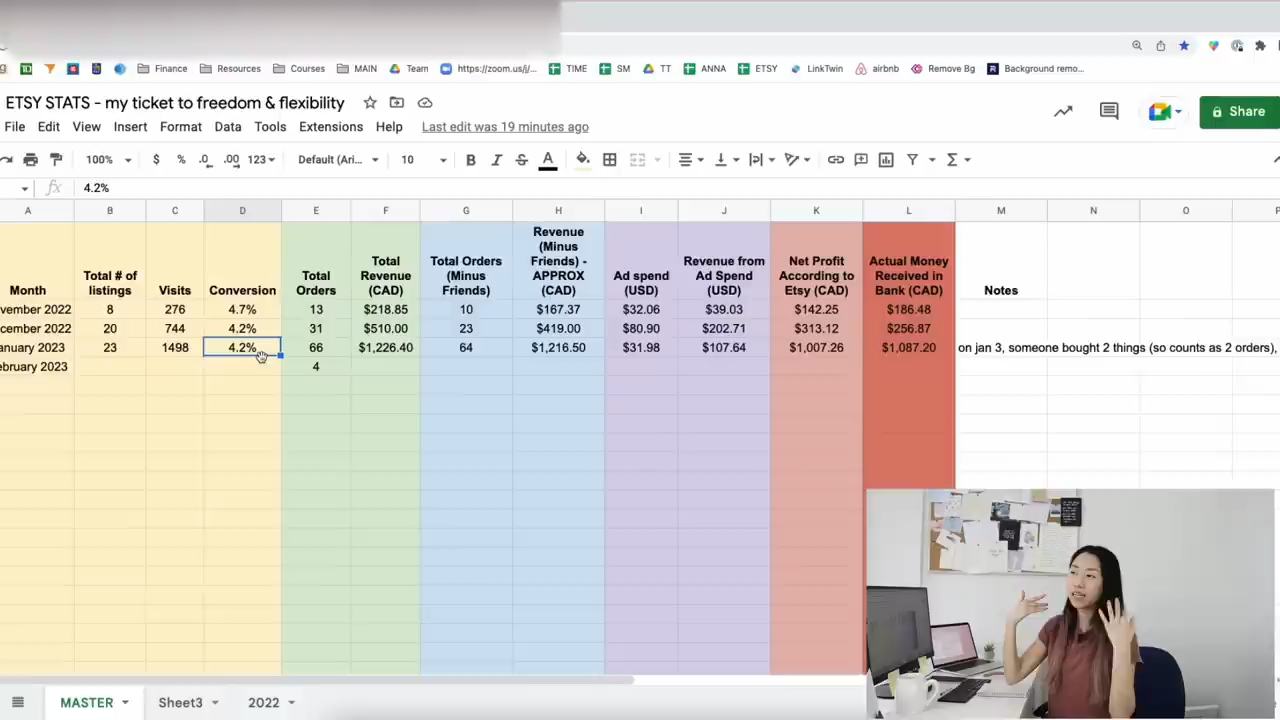 Finance Resources Courses MAIN Team https://zoom.us/j/... TIME SM TT ANNA ETSY LinkTwin airbnb Remove Bg Background remo...
ETSY STATS - my ticket to freedom & flexibility
Share
File Edit View Insert Format Data Tools Extensions Help Last edit was 19 minutes ago
100% $ % .0 .00 123 Default (Ari... 10 B I S A
fx 4.2%
A B C D E F G H I J K L M N O P
Month Total # of listings Visits Conversion Total Orders Total Revenue (CAD) Total Orders (Minus Friends) Revenue (Minus Friends) - APPROX (CAD) Ad spend (USD) Revenue from Ad Spend (USD) Net Profit According to Etsy (CAD) Actual Money Received in Bank (CAD) Notes
vember 2022 8 276 4.7% 13 $218.85 10 $167.37 $32.06 $39.03 $142.25 $186.48
cember 2022 20 744 4.2% 31 $510.00 23 $419.00 $80.90 $202.71 $313.12 $256.87
anuary 2023 23 1498 4.2% 66 $1,226.40 64 $1,216.50 $31.98 $107.64 $1,007.26 $1,087.20 on jan 3, someone bought 2 things (so counts as 2 orders),
ebruary 2023 4
MASTER Sheet3 2022